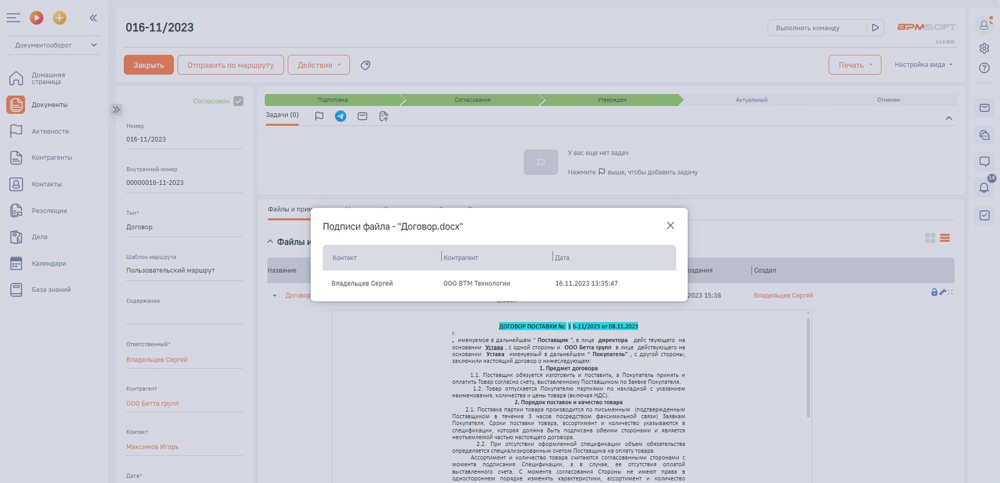 016-11/2023
Выполнить команду
BPMSOFT
1.3.0.3026
Документооборот
Закрыть
Отправить по маршруту
Действия
Печать
Настройка вида
Домашняя
страница
Документы
Активности
Контрагенты
Контакты
Резолюции
Дела
Календари
База знаний
Согласован
Номер
016-11/2023
Внутренний номер
00000016-11-2023
Тип*
Договор
Шаблон маршрута
Пользовательский маршрут
Содержание
Ответственный*
Владельцев Сергей
Контрагент
ООО Бетта групп
Контакт
Максимов Игорь
Дата*
Подготовка
Согласование
Утвержден
Актуальный
Отменен
Задачи (0)
У вас еще нет задач
Нажмите выше, чтобы добавить задачу
14
Файлы и прим
Подписи файла - "Договор.docx"
Контакт
Контрагент
Дата
Владельцев Сергей
ООО ВТМ Технологии
16.11.2023 13:35:47
Файлы и
Название
оздания
Создал
Договор
2023 15:38
Владельцев Сергей
ДОГОВОР ПОСТАВКИ № 1 6-11/2023 от 08.11.2023
г.
, именуемое в дальнейшем “ Поставщик ”, в лице директора дейс твующего на
основании Устава , с одной стороны и ООО Бетта групп в лице действующего на
основании Устава именуемый в дальнейшем “ Покупатель” , с другой стороны,
заключили настоящий договор о нижеследующем:
1. Предмет договора
1.1. Поставщик обязуется изготовить и поставить, а Покупатель принять и
оплатить Товар согласно счету, выставленному Поставщиком по Заявке Покупателя.
1.2. Товар отпускается Покупателю партиями по накладной с указанием
наименования, количества и цены товара (включая НДС).
2. Порядок поставок и качество товара
2.1. Поставка партии товара производится по письменным (подтвержденным
Поставщиком в течение 3 часов посредством факсимильной связи) Заявкам
Покупателя. Сроки поставки товара, ассортимент и количество указываются в
спецификации, которая должна быть подписана обеими сторонами и является
неотъемлемой частью настоящего договора.
2.2. При отсутствии оформленной спецификации объем обязательства
определяется специализированным счетом Поставщика на оплату товара.
Ассортимент и количество товара считаются согласованными сторонами с
момента подписания Спецификации, а в случае, ее отсутствия оплатой
выставленного счета. С момента согласования Стороны не имеют права в
одностороннем порядке изменять характеристики, ассортимент и количество